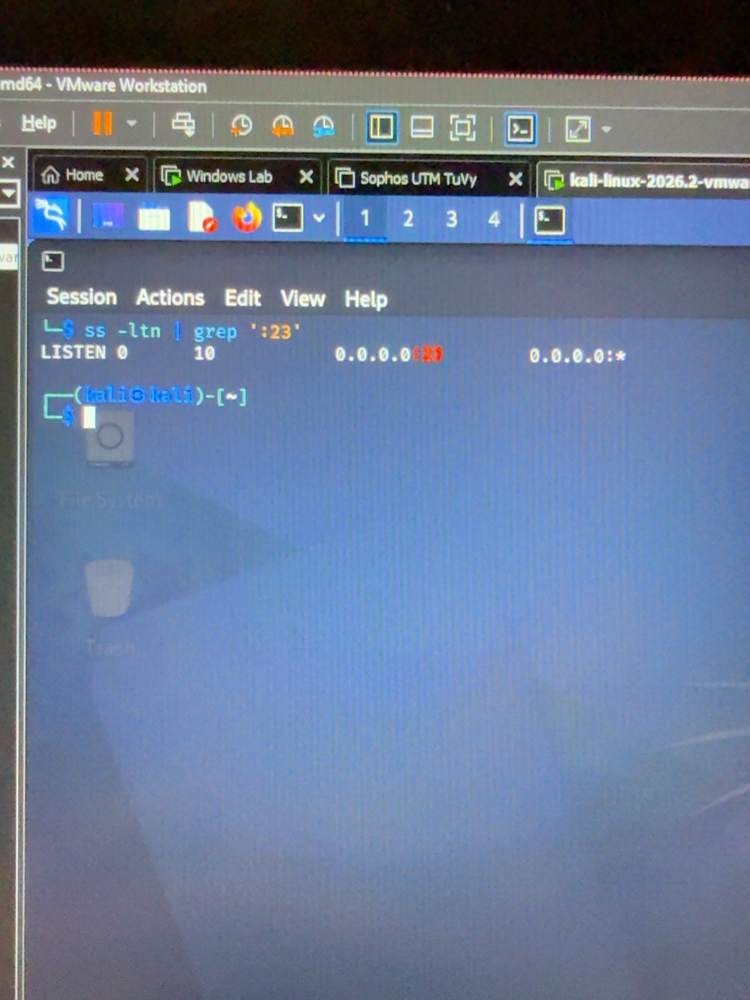 md64 - VMware Workstation
Help
Home
Windows Lab
Sophos UTM TuVy
kali-linux-2026.2-vmwa
1 2 3 4
Session Actions Edit View Help
└─$ ss -ltn | grep ':23'
LISTEN 0 10 0.0.0.0:23 0.0.0.0:*
┌──(kali㉿kali)-[~]
└─$
File System
Trash